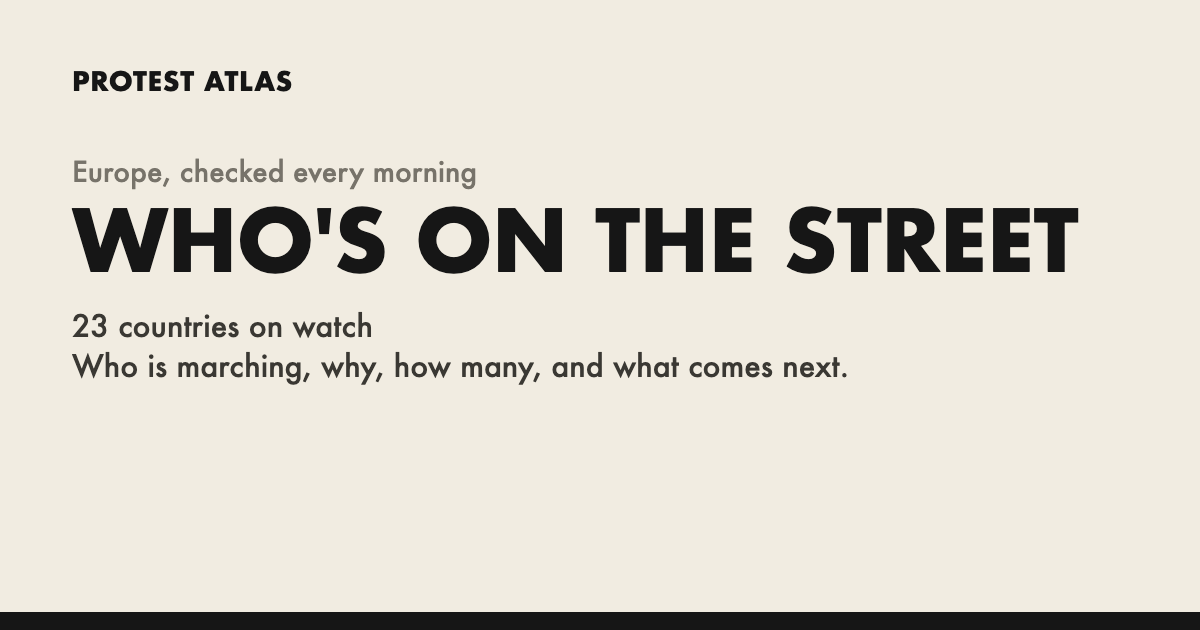 PROTEST ATLAS
Europe, checked every morning
WHO'S ON THE STREET
23 countries on watch
Who is marching, why, how many, and what comes next.